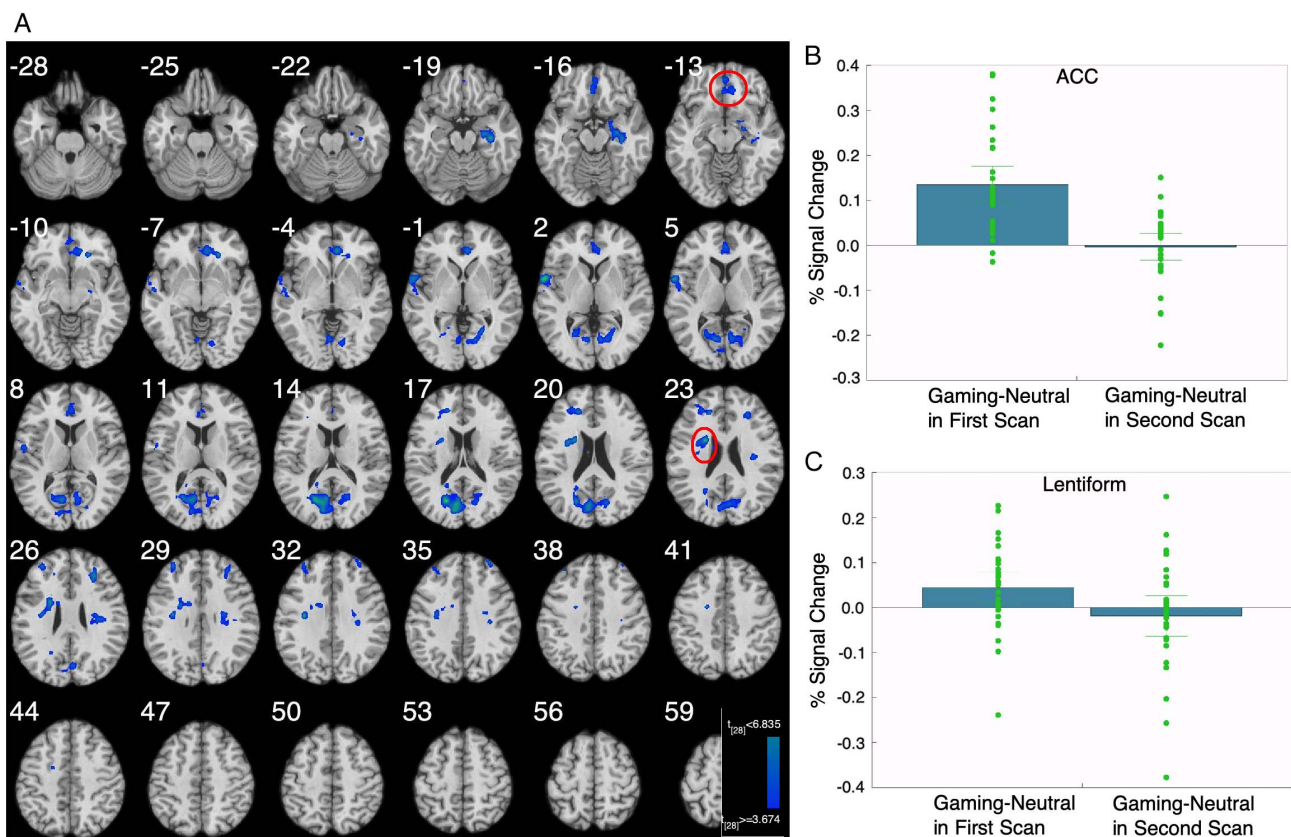 A
-28 -25 -22 -19 -16 -13
-10 -7 -4 -1 2 5
8 11 14 17 20 23
26 29 32 35 38 41
44 47 50 53 56 59
t[28]<6.835
t[28]>=3.674
B
ACC
% Signal Change
0.4
0.3
0.2
0.1
0.0
-0.1
-0.2
-0.3
Gaming-Neutral
in First Scan
Gaming-Neutral
in Second Scan
C
Lentiform
% Signal Change
0.3
0.2
0.1
0.0
-0.1
-0.2
-0.3
-0.4
Gaming-Neutral
in First Scan
Gaming-Neutral
in Second Scan